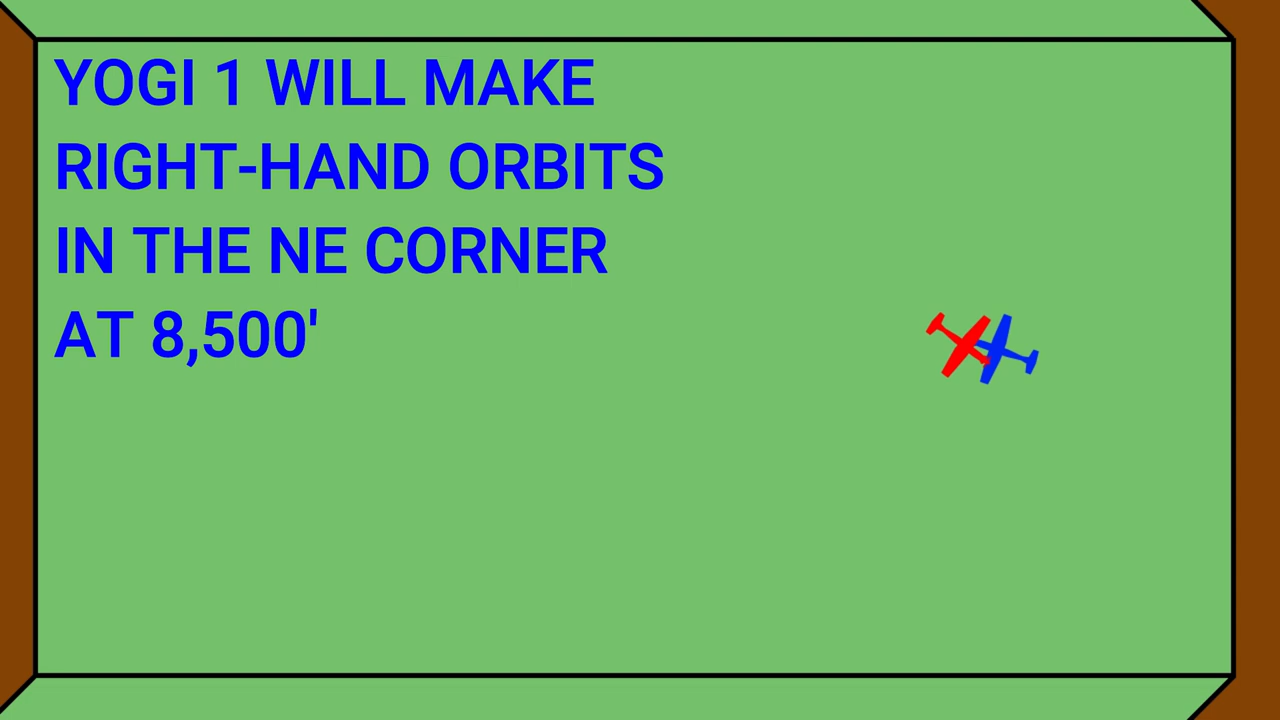 YOGI 1 WILL MAKE
RIGHT-HAND ORBITS
IN THE NE CORNER
AT 8,500'